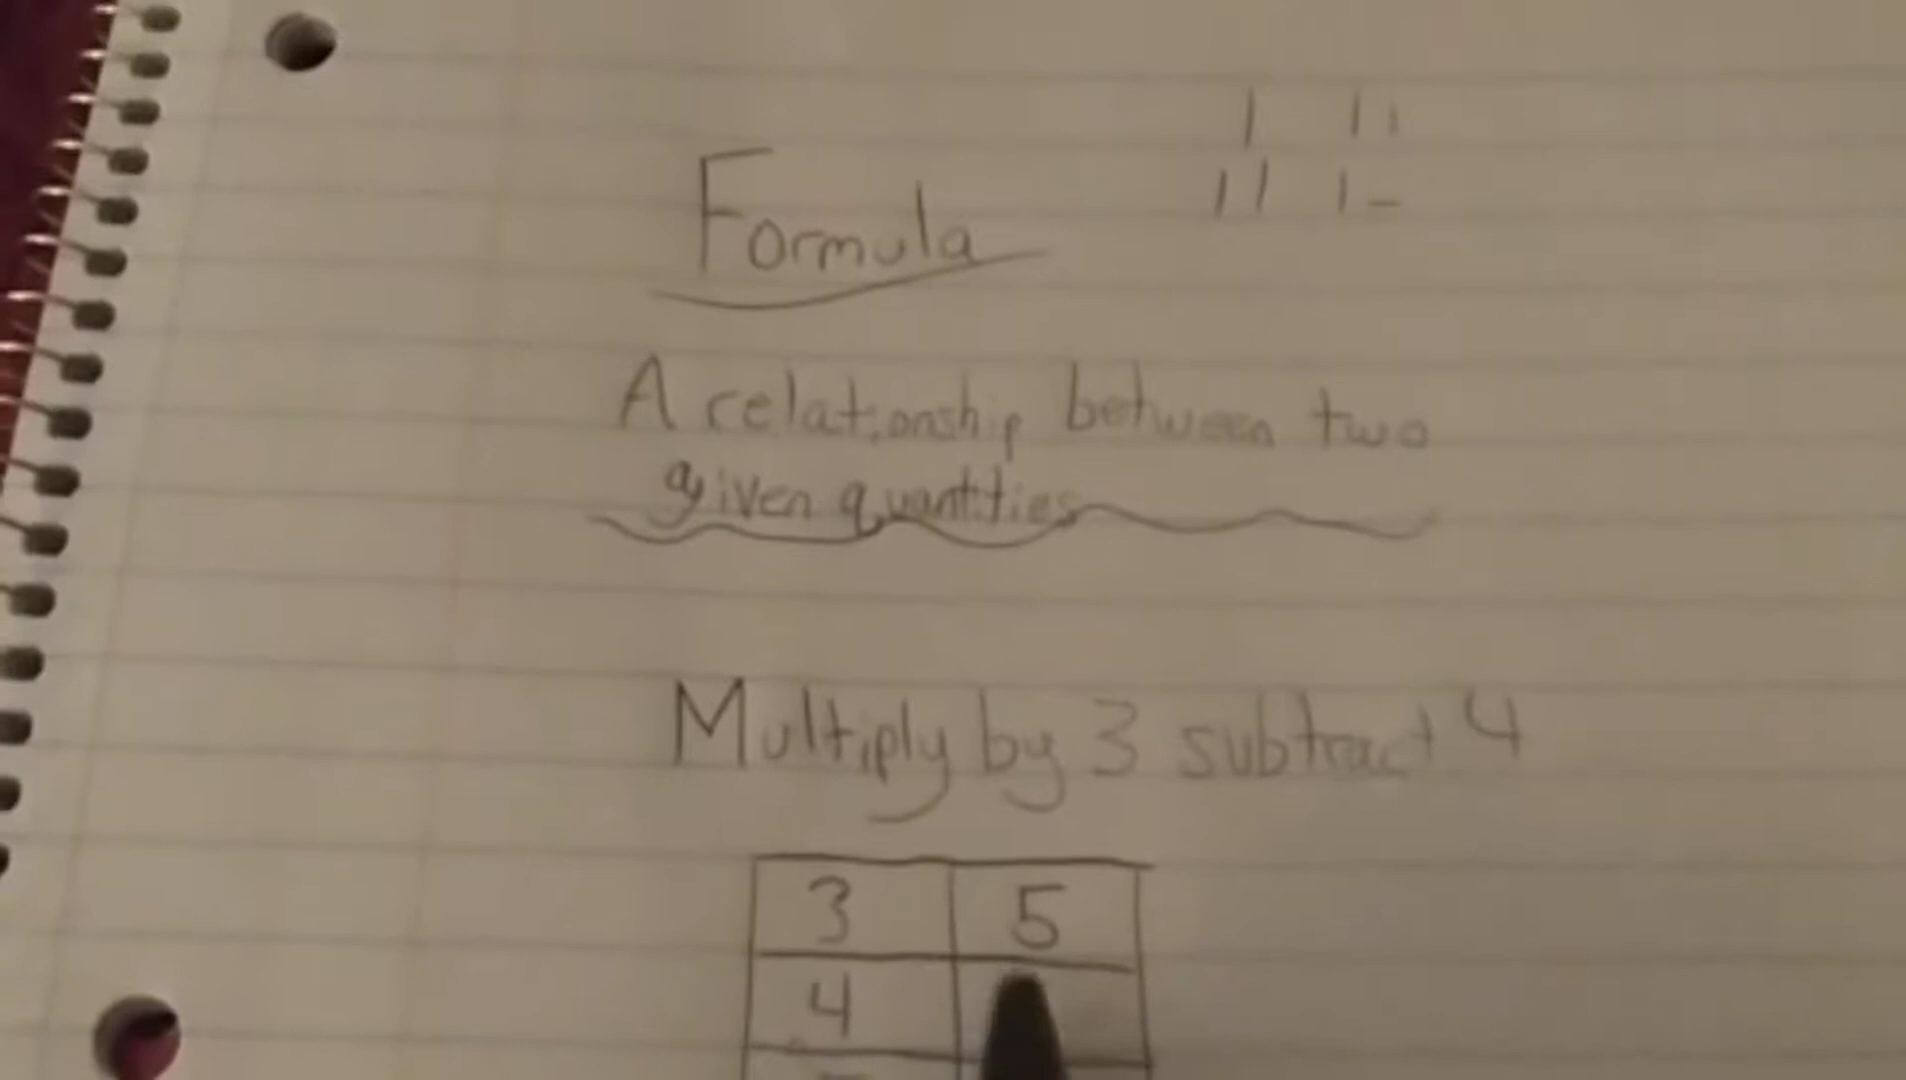 Formula
A relationship between two
given quantities
Multiply by 3 subtract 4
3 5
4